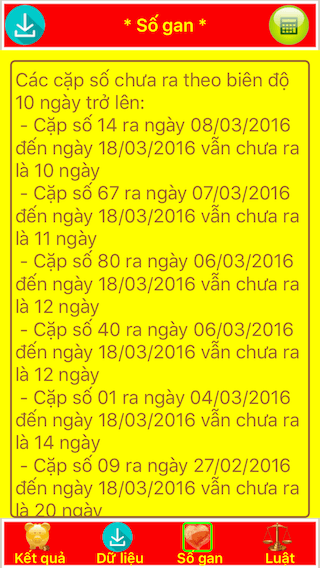 * Số gan *
Các cặp số chưa ra theo biên độ
10 ngày trở lên:
- Cặp số 14 ra ngày 08/03/2016
đến ngày 18/03/2016 vẫn chưa ra
là 10 ngày
- Cặp số 67 ra ngày 07/03/2016
đến ngày 18/03/2016 vẫn chưa ra
là 11 ngày
- Cặp số 80 ra ngày 06/03/2016
đến ngày 18/03/2016 vẫn chưa ra
là 12 ngày
- Cặp số 40 ra ngày 06/03/2016
đến ngày 18/03/2016 vẫn chưa ra
là 12 ngày
- Cặp số 01 ra ngày 04/03/2016
đến ngày 18/03/2016 vẫn chưa ra
là 14 ngày
- Cặp số 09 ra ngày 27/02/2016
đến ngày 18/03/2016 vẫn chưa ra
là 20 ngày
Kết quả Dữ liệu Số gan Luật